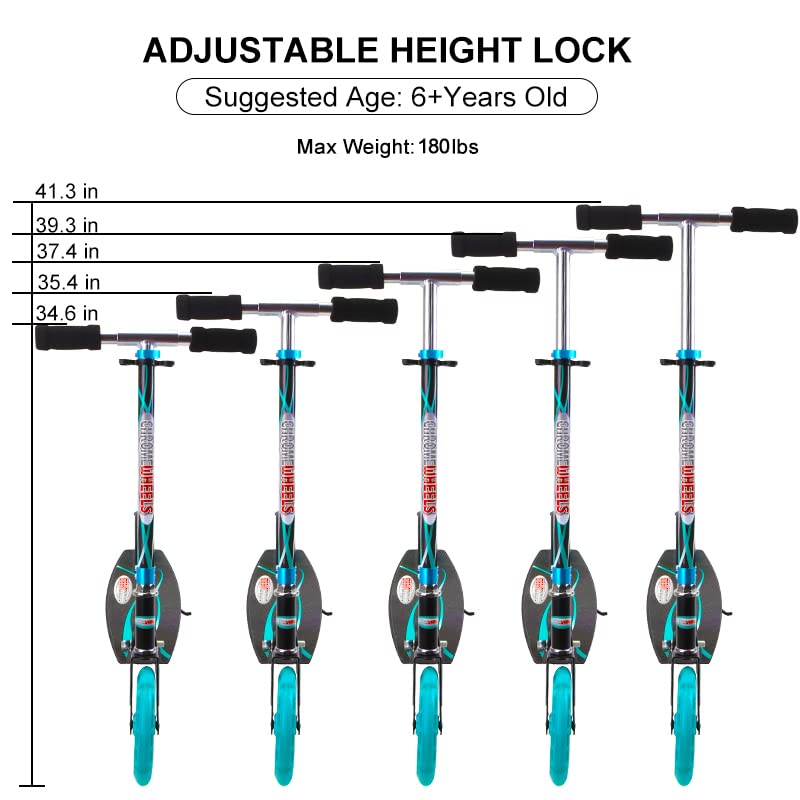 ADJUSTABLE HEIGHT LOCK
Suggested Age: 6+Years Old
Max Weight: 180lbs
41.3 in
39.3 in
37.4 in
35.4 in
34.6 in
CHROME WHEELS
CHROME WHEELS
CHROME WHEELS
CHROME WHEELS
CHROME WHEELS